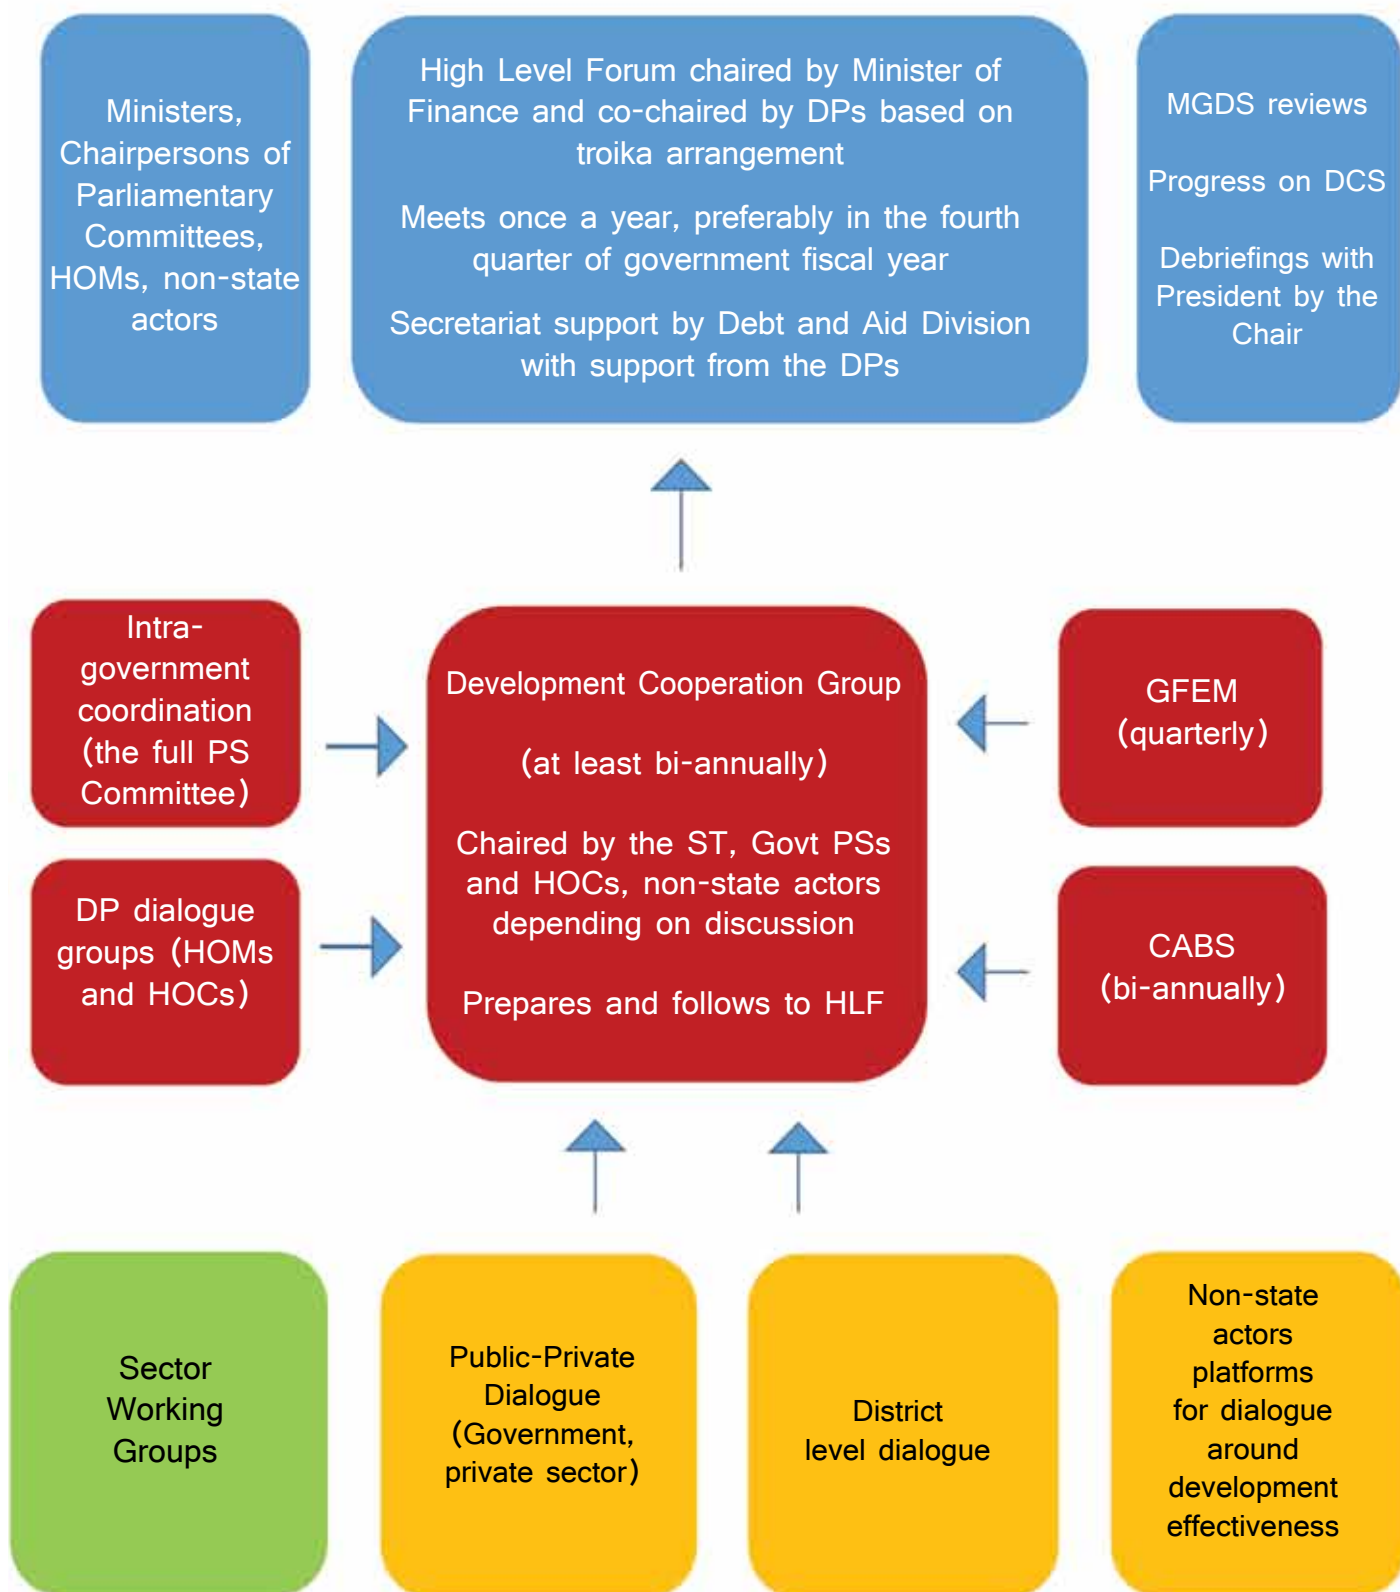 Ministers,
Chairpersons of
Parliamentary
Committees,
HOMs, non-state
actors
High Level Forum chaired by Minister of
Finance and co-chaired by DPs based on
troika arrangement
Meets once a year, preferably in the fourth
quarter of government fiscal year
Secretariat support by Debt and Aid Division
with support from the DPs
MGDS reviews
Progress on DCS
Debriefings with
President by the
Chair
Intra-
government
coordination
(the full PS
Committee)
DP dialogue
groups (HOMs
and HOCs)
Development Cooperation Group
(at least bi-annually)
Chaired by the ST, Govt PSs
and HOCs, non-state actors
depending on discussion
Prepares and follows to HLF
GFEM
(quarterly)
CABS
(bi-annually)
Sector
Working
Groups
Public-Private
Dialogue
(Government,
private sector)
District
level dialogue
Non-state
actors
platforms
for dialogue
around
development
effectiveness